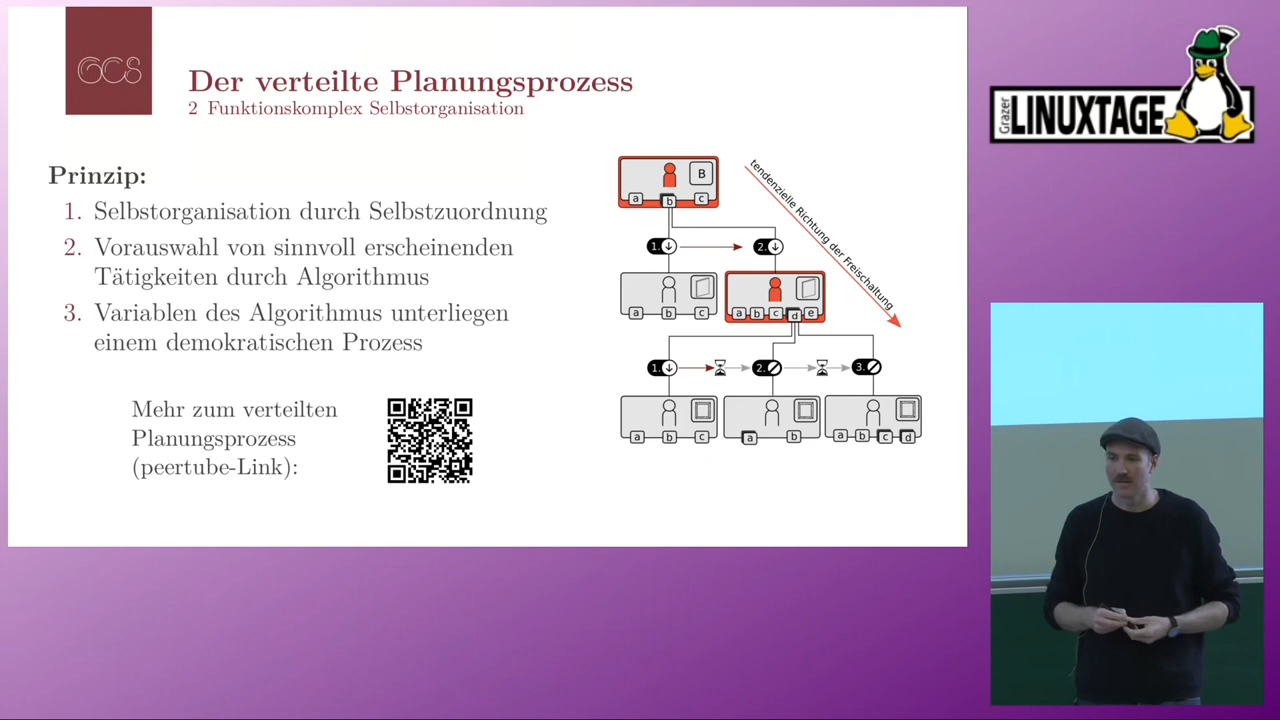 GCS
Der verteilte Planungsprozess
2 Funktionskomplex Selbstorganisation
Prinzip:
1. Selbstorganisation durch Selbstzuordnung
2. Vorauswahl von sinnvoll erscheinenden
Tätigkeiten durch Algorithmus
3. Variablen des Algorithmus unterliegen
einem demokratischen Prozess
Mehr zum verteilten
Planungsprozess
(peertube-Link):
B
a b c
tendenzielle Richtung der Freischaltung
1. 2.
a b c
a b c d e
1. 2. 3.
a b c
a b
a b c d
Grazer
LINUXTAGE